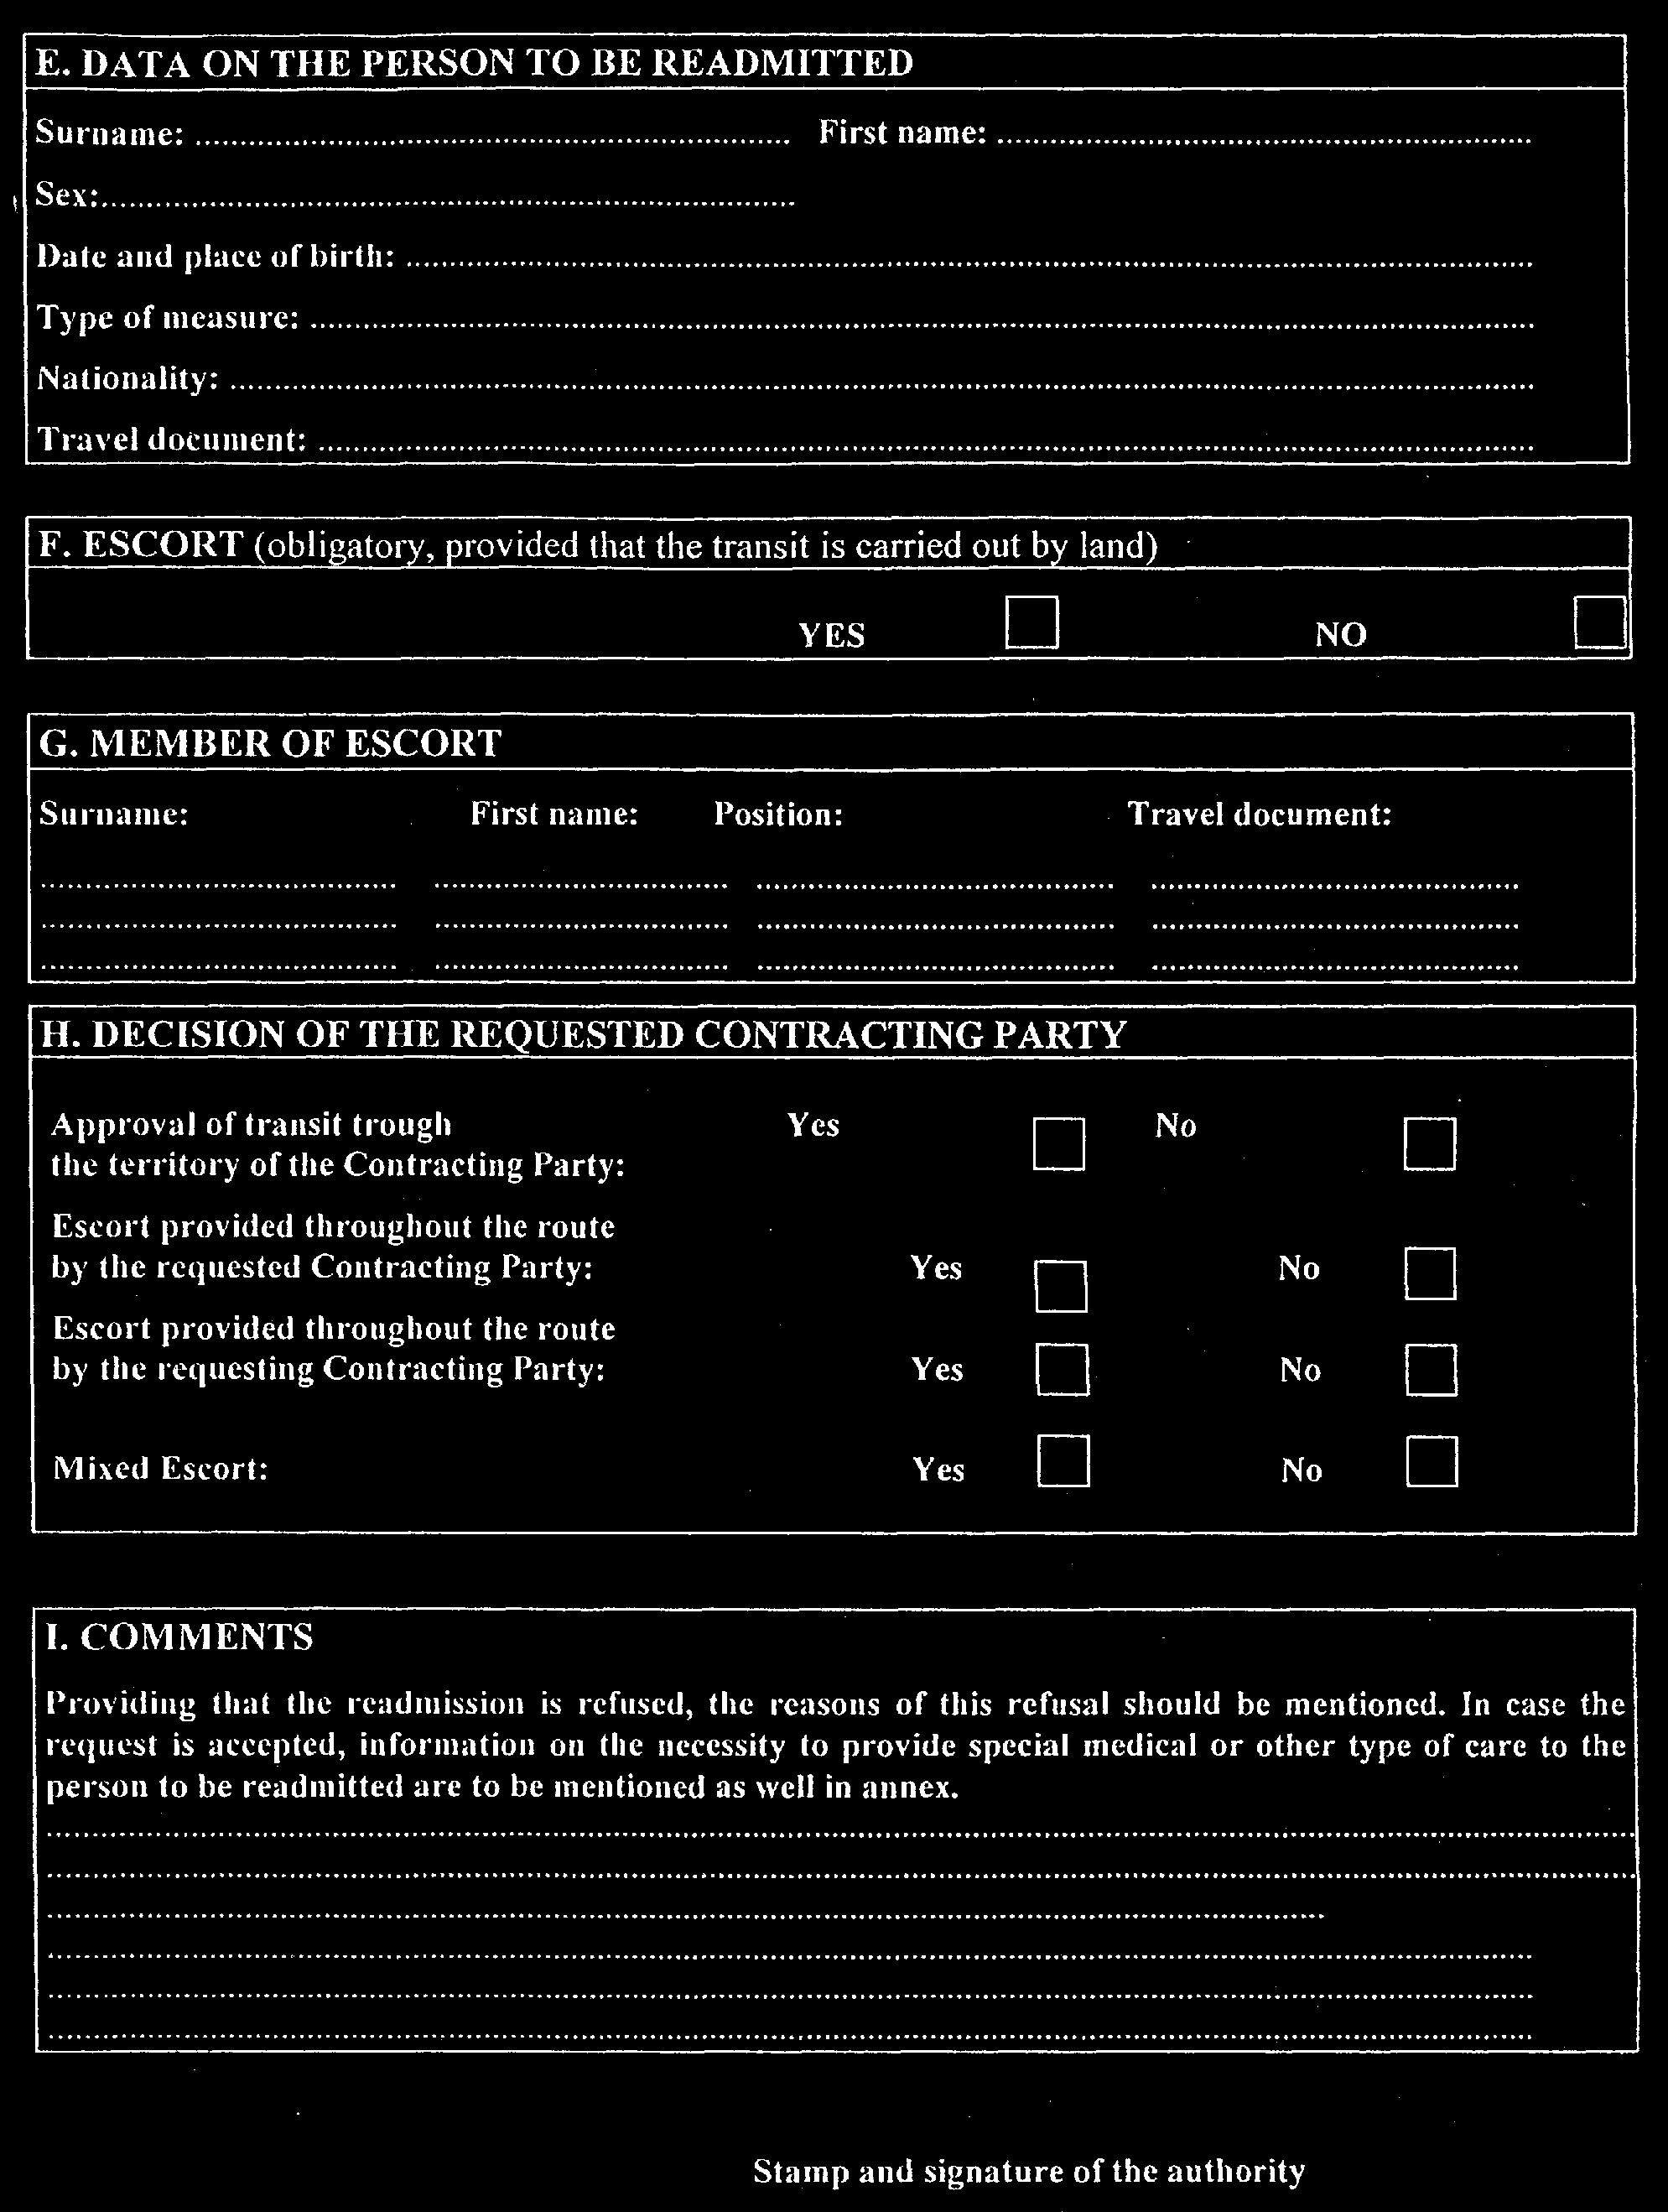 E. DATA ON THE PERSON TO BE READMITTED
Surname: ........................................ First name: ........................................
Sex:........................................
Date and place of birth: ........................................
Type of measure: ........................................
Nationality: ........................................
Travel document: ........................................
F. ESCORT (obligatory, provided that the transit is carried out by land)
YES NO
G. MEMBER OF ESCORT
Surname: First name: Position: Travel document:
H. DECISION OF THE REQUESTED CONTRACTING PARTY
Approval of transit trough Yes No
the territory of the Contracting Party:
Escort provided throughout the route
by the requested Contracting Party: Yes No
Escort provided throughout the route
by the requesting Contracting Party: Yes No
Mixed Escort: Yes No
I. COMMENTS
Providing that the readmission is refused, the reasons of this refusal should be mentioned. In case the
request is accepted, information on the necessity to provide special medical or other type of care to the
person to be readmitted are to be mentioned as well in annex.
Stamp and signature of the authority